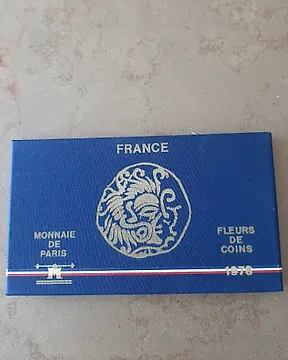 FRANCE
MONNAIE
DE
PARIS
FLEURS
DE
COINS
1978